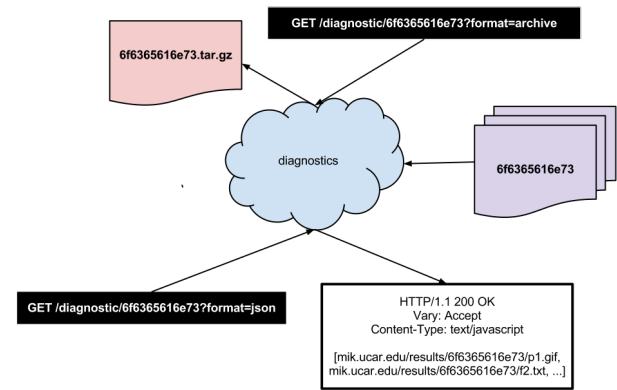 GET /diagnostic/6f6365616e73?format=archive
6f6365616e73.tar.gz
diagnostics
6f6365616e73
GET /diagnostic/6f6365616e73?format=json
HTTP/1.1 200 OK
Vary: Accept
Content-Type: text/javascript
[mik.ucar.edu/results/6f6365616e73/p1.gif,
mik.ucar.edu/results/6f6365616e73/f2.txt, ...]